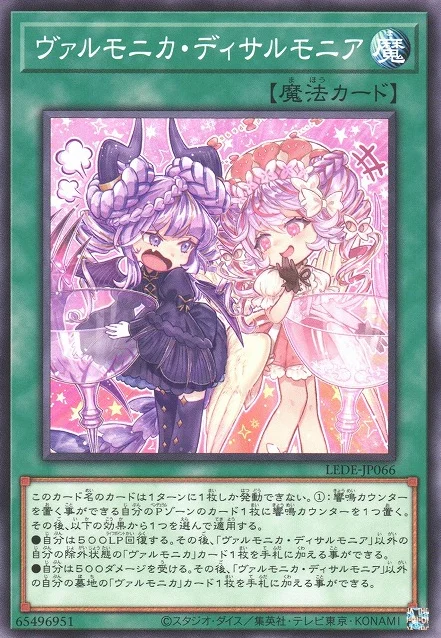 ヴァルモニカ・ディサルモニア
魔
【魔法カード】
LEDE-JP066
このカード名のカードは1ターンに1枚しか発動できない。①：響鳴カウンター
を置く事ができる自分のPゾーンのカード1枚に響鳴カウンターを1つ置く。
その後、以下の効果から1つを選んで適用する。
●自分は500LP回復する。その後、「ヴァルモニカ・ディサルモニア」以外の
自分の除外状態の「ヴァルモニカ」カード1枚を手札に加える事ができる。
●自分は500ダメージを受ける。その後、「ヴァルモニカ・ディサルモニア」以外
の自分の墓地の「ヴァルモニカ」カード1枚を手札に加える事ができる。
65496951
©スタジオ・ダイス/集英社・テレビ東京・KONAMI